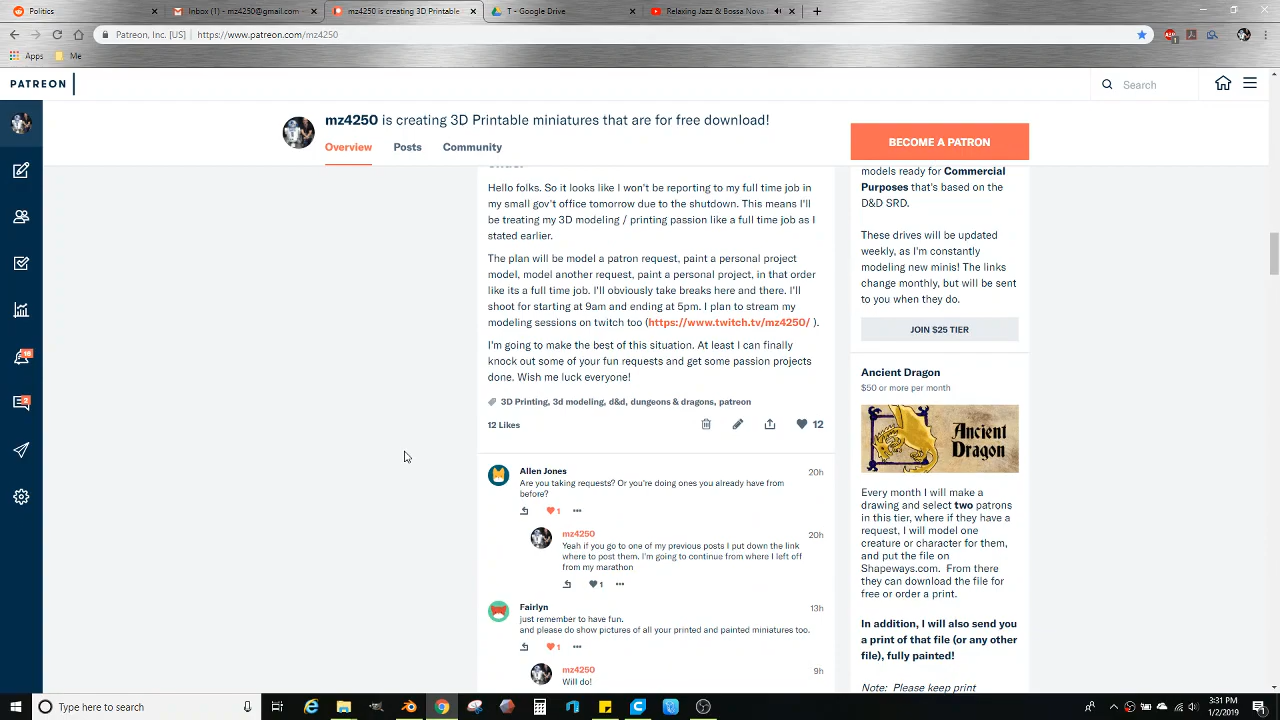 Politics
Inbox (1) - mz4250@gmail.com
mz4250 is creating 3D Printable
- Google Drive
Relaxing Jazz & Bossa Nova
Patreon, Inc. [US] | https://www.patreon.com/mz4250
Apps
Me
PATREON
Search
mz4250 is creating 3D Printable miniatures that are for free download!
Overview
Posts
Community
BECOME A PATRON
Hello folks. So it looks like I won't be reporting to my full time job in
my small gov't office tomorrow due to the shutdown. This means I'll
be treating my 3D modeling / printing passion like a full time job as I
stated earlier.
The plan will be model a patron request, paint a personal project
model, model another request, paint a personal project, in that order
like its a full time job. I'll obviously take breaks here and there. I'll
shoot for starting at 9am and ending at 5pm. I plan to stream my
modeling sessions on twitch too (https://www.twitch.tv/mz4250/ ).
I'm going to make the best of this situation. At least I can finally
knock out some of your fun requests and get some passion projects
done. Wish me luck everyone!
3D Printing, 3d modeling, d&d, dungeons & dragons, patreon
12 Likes
12
Allen Jones
20h
Are you taking requests? Or you're doing ones you already have from
before?
1
mz4250
20h
Yeah if you go to one of my previous posts I put down the link
where to post them. I'm going to continue from where I left off
from my marathon
1
Fairlyn
13h
just remember to have fun.
and please do show pictures of all your printed and painted miniatures too.
1
mz4250
9h
Will do!
models ready for Commercial
Purposes that's based on the
D&D SRD.
These drives will be updated
weekly, as I'm constantly
modeling new minis! The links
change monthly, but will be sent
to you when they do.
JOIN $25 TIER
Ancient Dragon
$50 or more per month
Ancient
Dragon
Every month I will make a
drawing and select two patrons
in this tier, where if they have a
request, I will model one
creature or character for them,
and put the file on
Shapeways.com. From there
they can download the file for
free or order a print.
In addition, I will also send you
a print of that file (or any other
file), fully painted!
Note: Please keep print
Type here to search
3:31 PM
1/2/2019